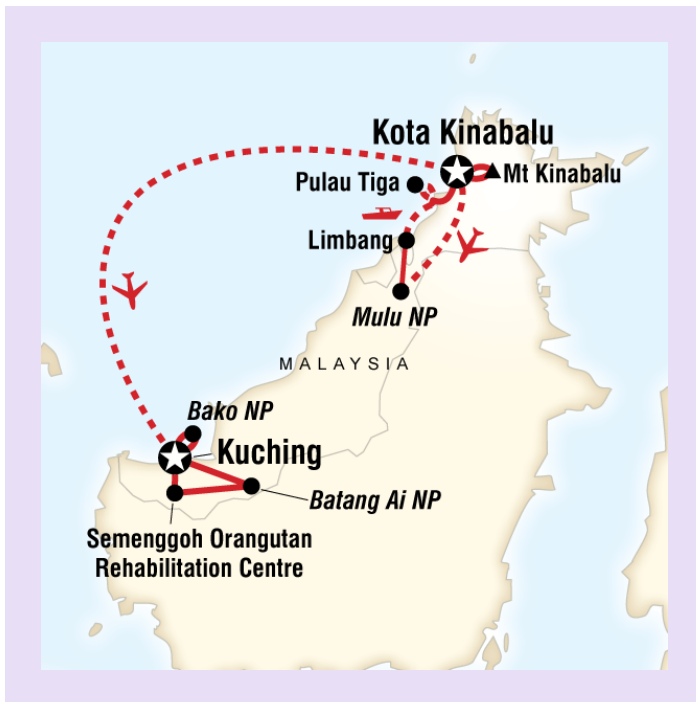 Kota Kinabalu
Pulau Tiga
Mt Kinabalu
Limbang
Mulu NP
MALAYSIA
Bako NP
Kuching
Batang Ai NP
Semenggoh Orangutan
Rehabilitation Centre